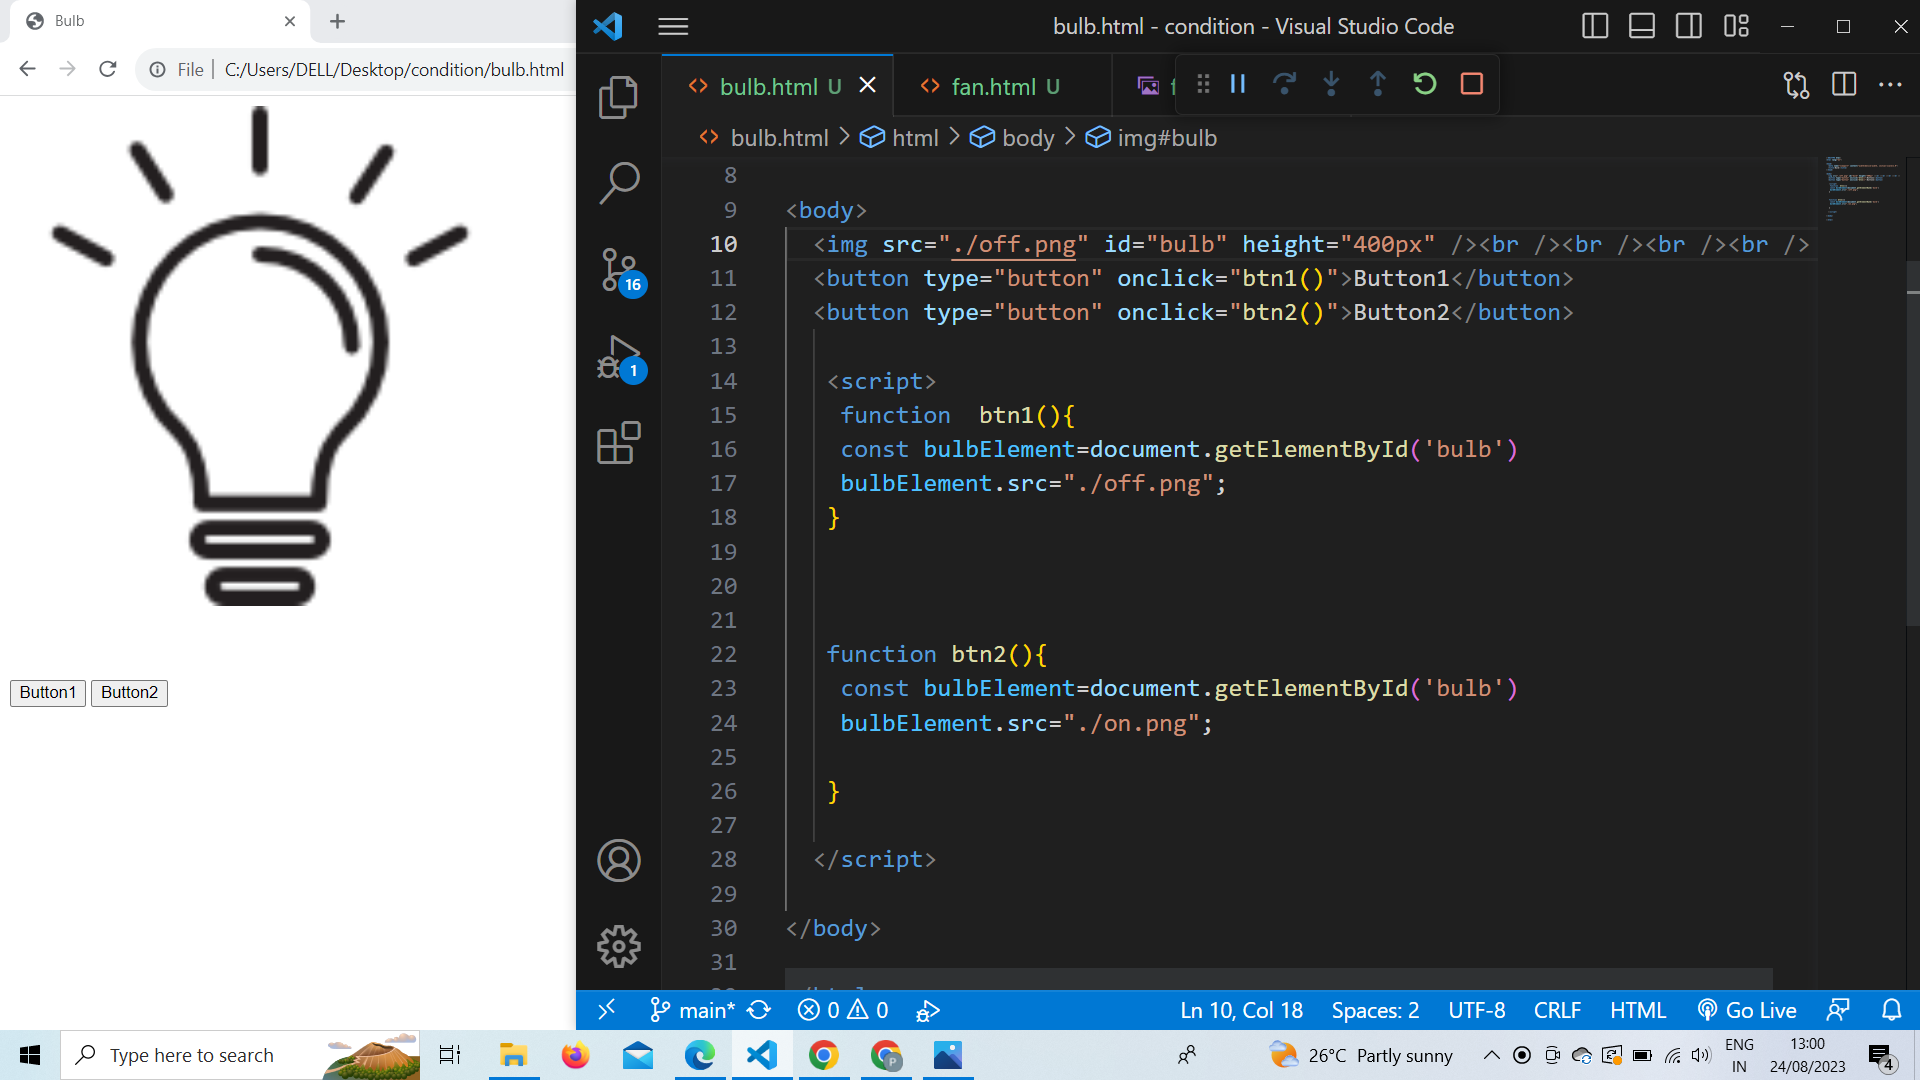 Bulb
File | C:/Users/DELL/Desktop/condition/bulb.html
Button1 Button2
bulb.html - condition - Visual Studio Code
bulb.html U fan.html U
bulb.html > html > body > img#bulb
16
1
8
9 <body>
10 <img src="./off.png" id="bulb" height="400px" /><br /><br /><br /><br />
11 <button type="button" onclick="btn1()">Button1</button>
12 <button type="button" onclick="btn2()">Button2</button>
13
14 <script>
15 function  btn1(){
16 const bulbElement=document.getElementById('bulb')
17 bulbElement.src="./off.png";
18 }
19
20
21
22 function btn2(){
23 const bulbElement=document.getElementById('bulb')
24 bulbElement.src="./on.png";
25
26 }
27
28 </script>
29
30 </body>
31
main* 0 0 Ln 10, Col 18 Spaces: 2 UTF-8 CRLF HTML Go Live
Type here to search
P
26°C Partly sunny
ENG
IN
13:00
24/08/2023
4